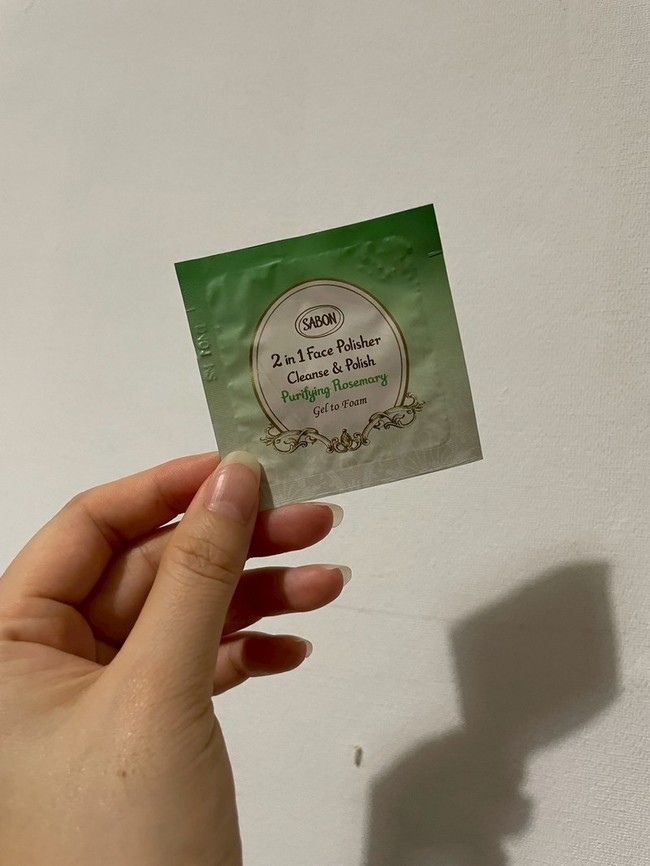 SABON
2 in 1 Face Polisher
Cleanse & Polish
Purifying Rosemary
Gel to Foam